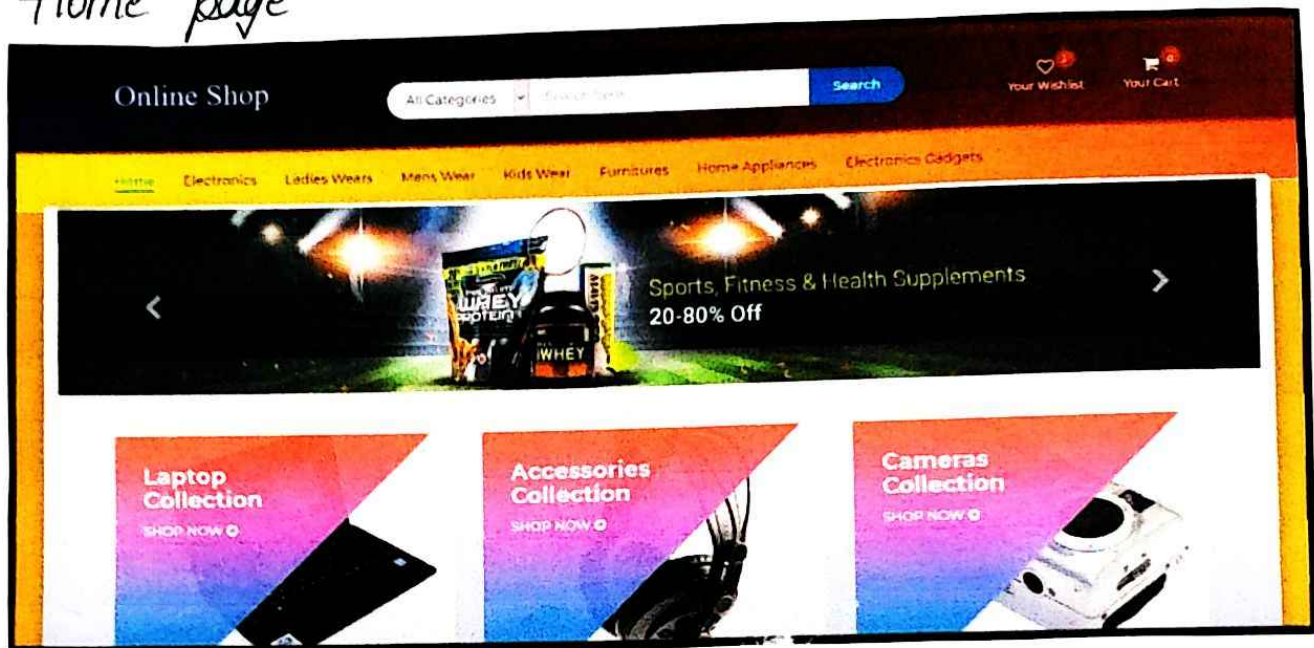 Home page
Online Shop
All Categories
Search here
Search
Your Wishlist
Your Cart
Home Electronics Ladies Wears Mens Wear Kids Wear Furnitures Home Appliances Electronics Gadgets
WHEY
PROTEIN
WHEY
Sports, Fitness & Health Supplements
20-80% Off
Laptop
Collection
SHOP NOW
Accessories
Collection
SHOP NOW
Cameras
Collection
SHOP NOW